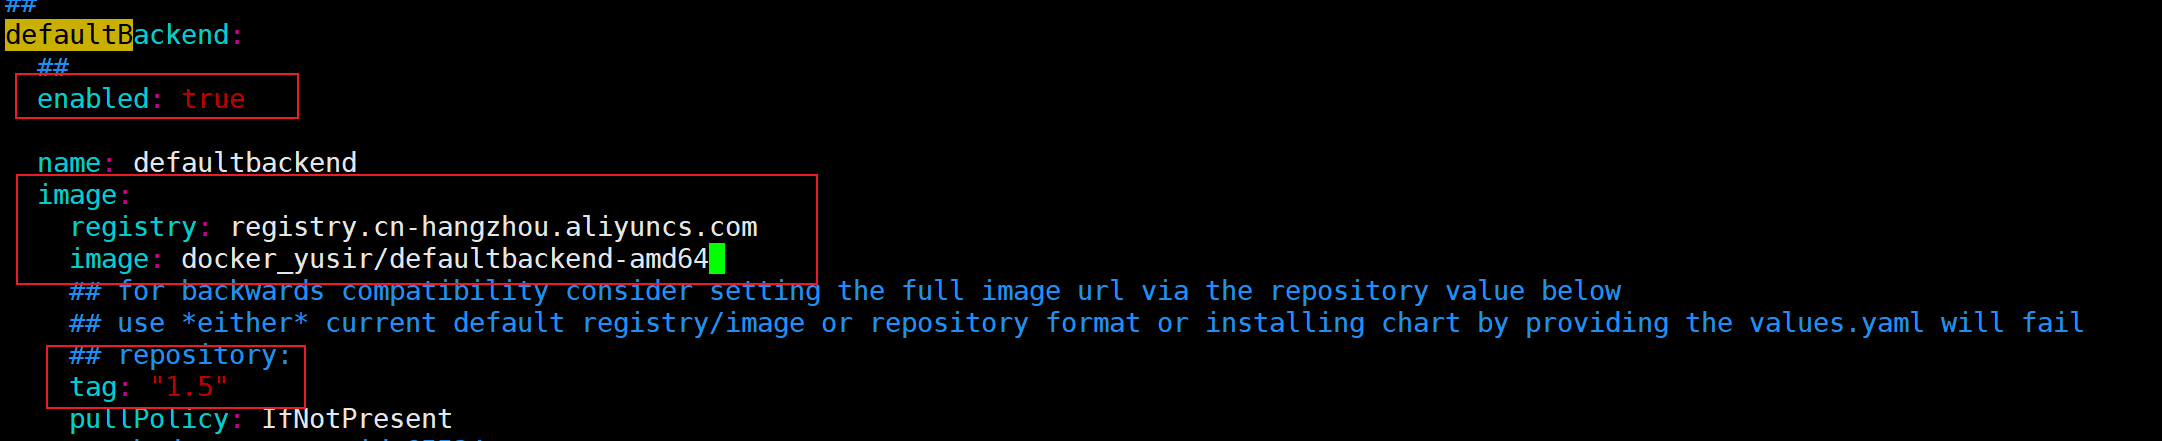 ##
defaultBackend:
##
enabled: true
name: defaultbackend
image:
registry: registry.cn-hangzhou.aliyuncs.com
image: docker_yusir/defaultbackend-amd64
## for backwards compatibility consider setting the full image url via the repository value below
## use *either* current default registry/image or repository format or installing chart by providing the values.yaml will fail
## repository:
tag: "1.5"
pullPolicy: IfNotPresent